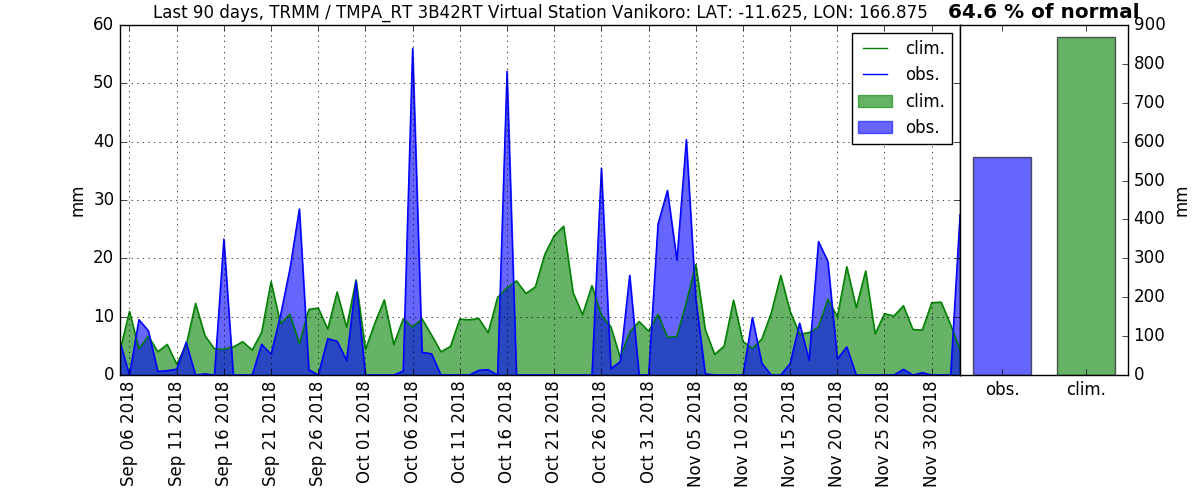 Last 90 days, TRMM / TMPA_RT 3B42RT Virtual Station Vanikoro: LAT: -11.625, LON: 166.875
64.6 % of normal
60
50
40
30
20
10
0
mm
clim.
obs.
clim.
obs.
Sep 06 2018
Sep 11 2018
Sep 16 2018
Sep 21 2018
Sep 26 2018
Oct 01 2018
Oct 06 2018
Oct 11 2018
Oct 16 2018
Oct 21 2018
Oct 26 2018
Oct 31 2018
Nov 05 2018
Nov 10 2018
Nov 15 2018
Nov 20 2018
Nov 25 2018
Nov 30 2018
900
800
700
600
500
400
300
200
100
0
mm
obs.
clim.